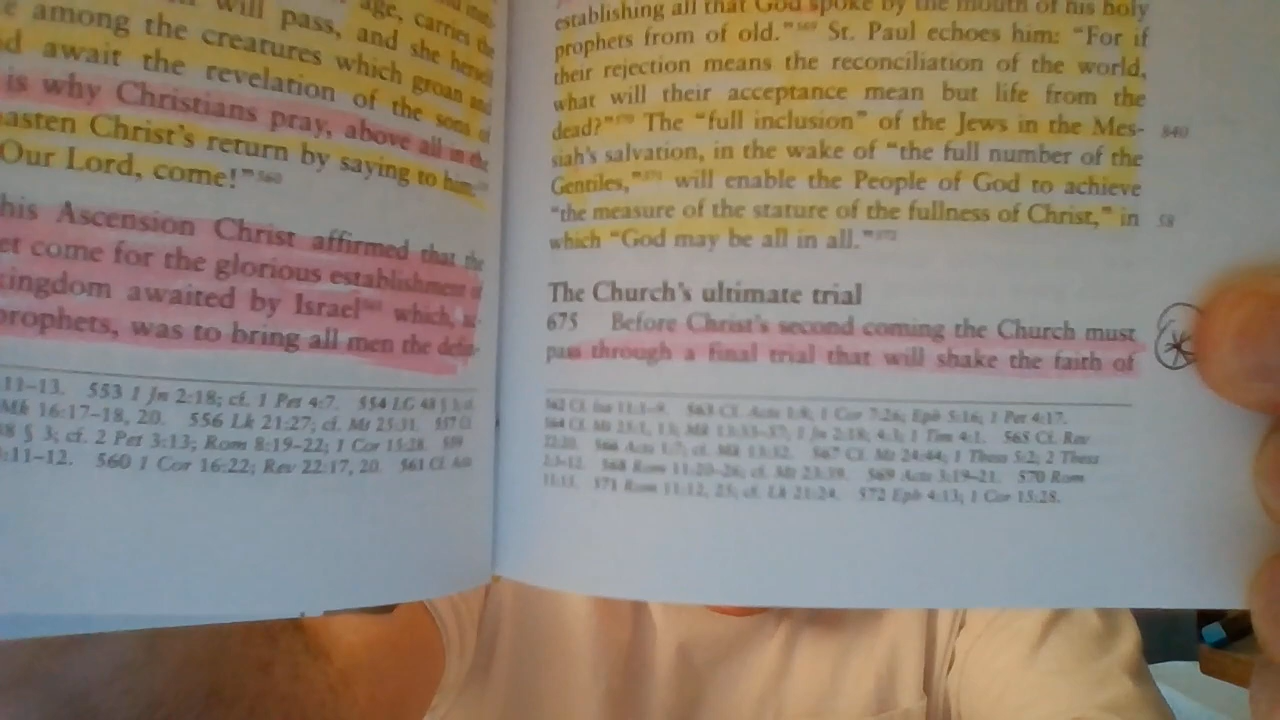 will pass, and she herself
age, carries the
e among the creatures which groan and
d await the revelation of the sons of
is why Christians pray, above all in the
asten Christ's return by saying to him:
Our Lord, come!" 560
his Ascension Christ affirmed that the
et come for the glorious establishment of
kingdom awaited by Israel which, ac-
prophets, was to bring all men the defin-
11–13. 553 1 Jn 2:18; cf. 1 Pet 4:7. 554 LG 48
Mk 16:17–18, 20. 556 Lk 21:27; cf. Mt 25:31. 557
8 § 3; cf. 2 Pet 3:13; Rom 8:19–22; 1 Cor 15:28. 559
:11–12. 560 1 Cor 16:22; Rev 22:17, 20. 561 Cf. Acts
establishing all that God spoke by the mouth of his holy
prophets from of old." 569 St. Paul echoes him: "For if
their rejection means the reconciliation of the world,
what will their acceptance mean but life from the
dead?" 570 The "full inclusion" of the Jews in the Mes- 840
siah's salvation, in the wake of "the full number of the
Gentiles," 571 will enable the People of God to achieve
"the measure of the stature of the fullness of Christ," in 58
which "God may be all in all." 572
The Church's ultimate trial
675 Before Christ's second coming the Church must
pass through a final trial that will shake the faith of
562 Cf. Isa 11:1–9. 563 Cf. Acts 1:8; 1 Cor 7:26; Eph 5:16; 1 Pet 4:17.
564 Cf. Mt 25:1, 13; Mk 13:33–37; 1 Jn 2:18; 4:3; 1 Tim 4:1. 565 Cf. Rev
22:20. 566 Acts 1:7; cf. Mk 13:32. 567 Cf. Mt 24:44; 1 Thess 5:2; 2 Thess
2:3–12. 568 Rom 11:20–26; cf. Mt 23:39. 569 Acts 3:19–21. 570 Rom
11:15. 571 Rom 11:12, 25; cf. Lk 21:24. 572 Eph 4:13; 1 Cor 15:28.